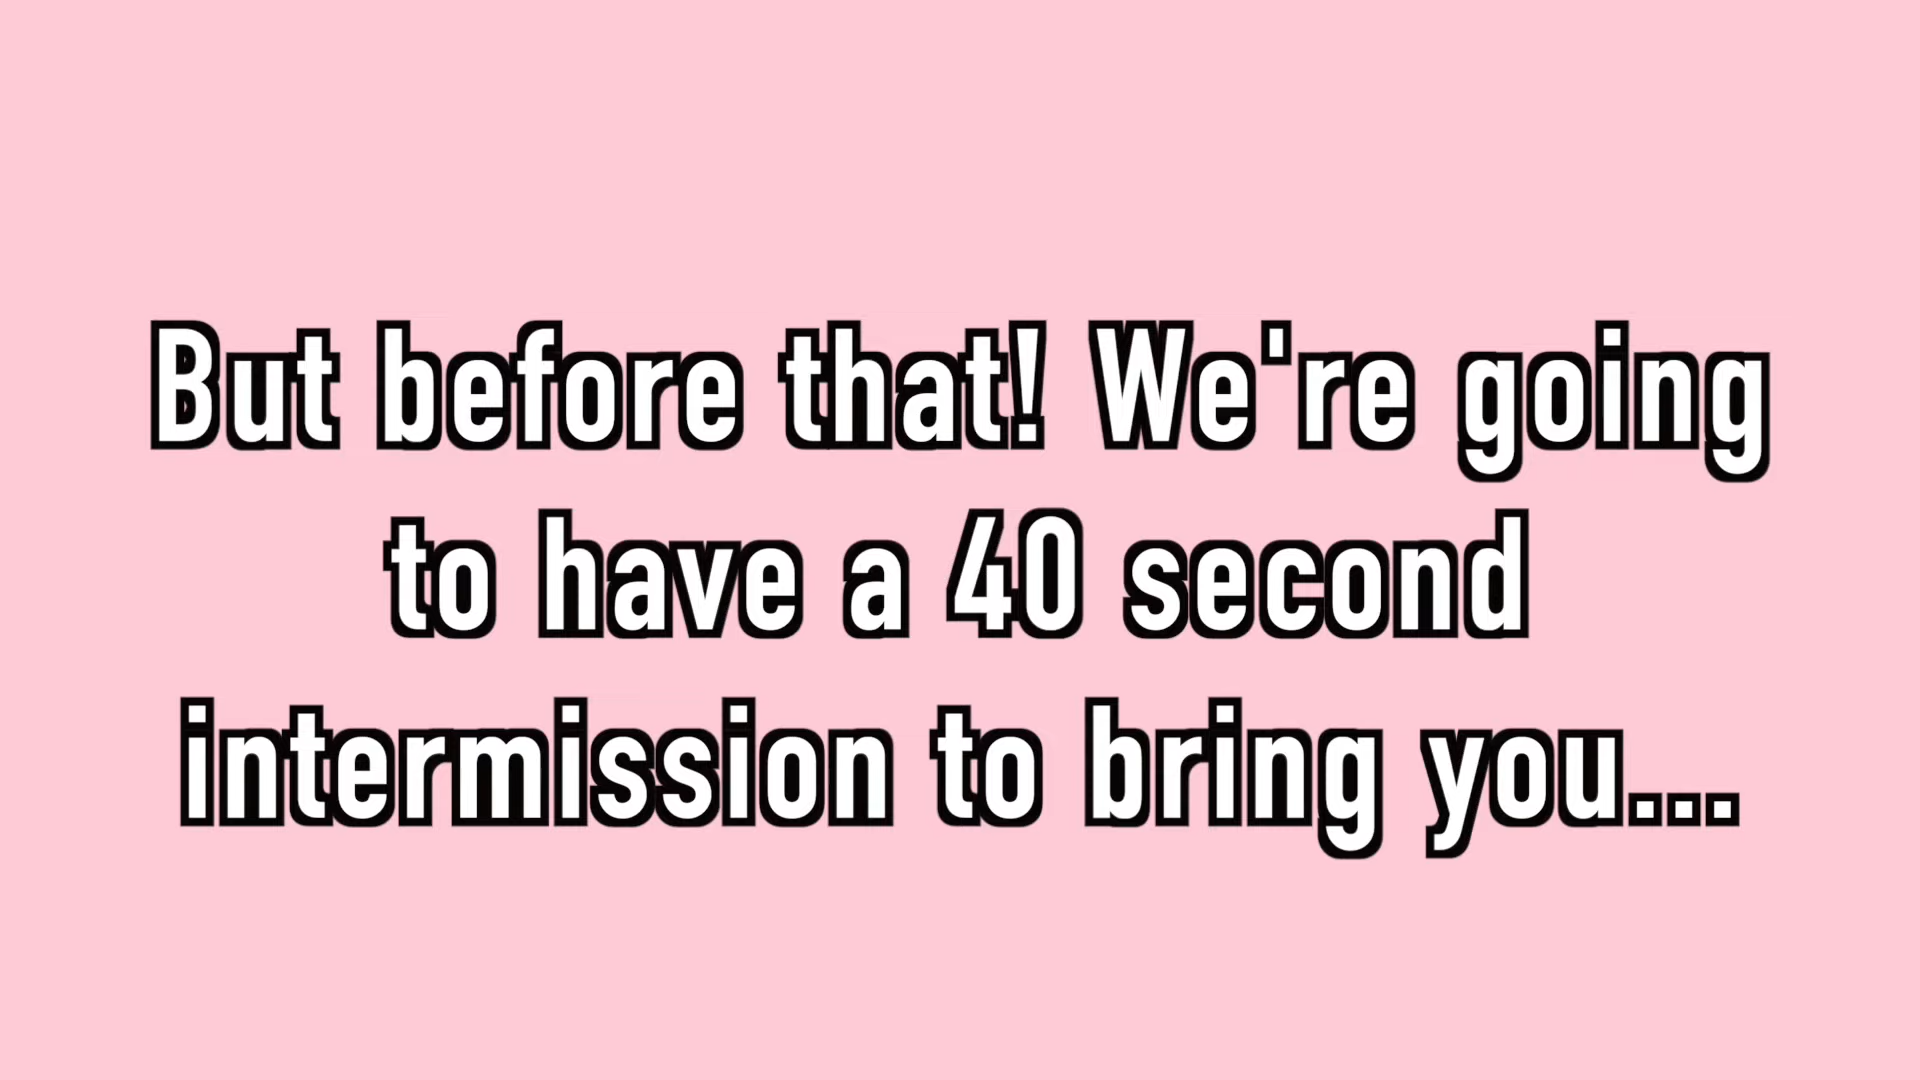 But before that! We're going
to have a 40 second
intermission to bring you...